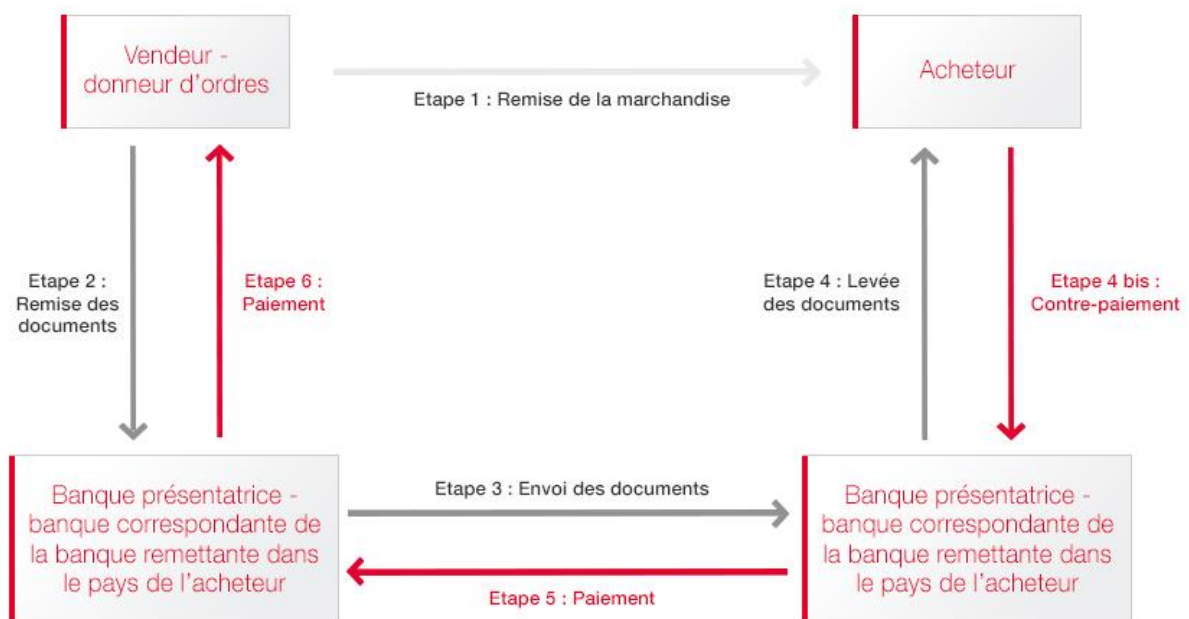 Vendeur -
donneur d'ordres
Acheteur
Etape 1 : Remise de la marchandise
Etape 2 :
Remise des
documents
Etape 6 :
Paiement
Etape 4 : Levée
des documents
Etape 4 bis :
Contre-paiement
Banque présentatrice -
banque correspondante de
la banque remettante dans
le pays de l'acheteur
Etape 3 : Envoi des documents
Etape 5 : Paiement
Banque présentatrice -
banque correspondante de
la banque remettante dans
le pays de l'acheteur